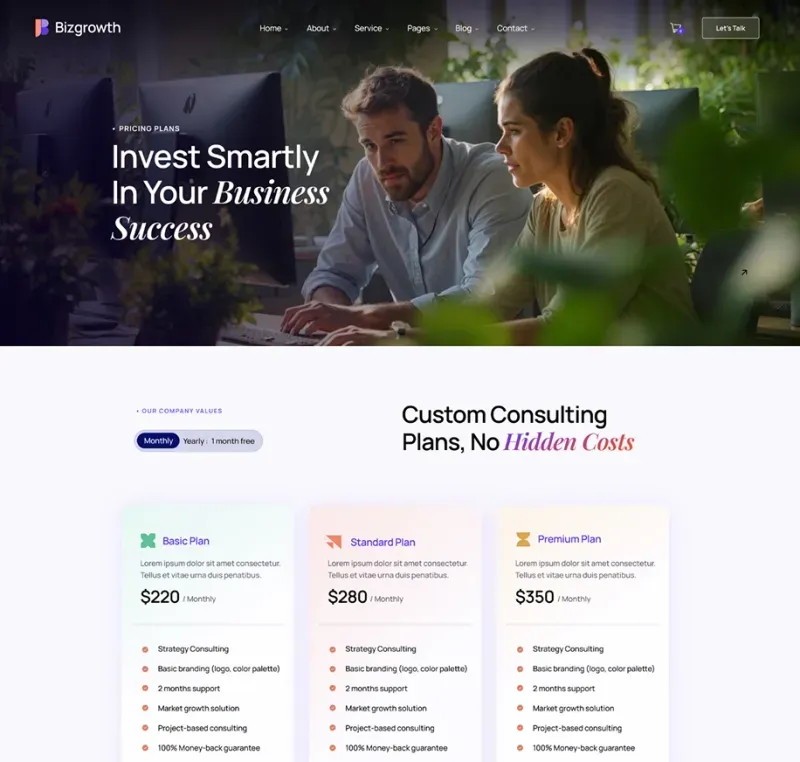 Bizgrowth
Home
About
Service
Pages
Blog
Contact
Let's Talk
• PRICING PLANS
Invest Smartly
In Your Business
Success
• OUR COMPANY VALUES
Monthly
Yearly : 1 month free
Custom Consulting
Plans, No Hidden Costs
Basic Plan
Lorem ipsum dolor sit amet consectetur.
Tellus et vitae urna duis penatibus.
$220 / Monthly
Strategy Consulting
Basic branding (logo, color palette)
2 months support
Market growth solution
Project-based consulting
100% Money-back guarantee
Standard Plan
Lorem ipsum dolor sit amet consectetur.
Tellus et vitae urna duis penatibus.
$280 / Monthly
Strategy Consulting
Basic branding (logo, color palette)
2 months support
Market growth solution
Project-based consulting
100% Money-back guarantee
Premium Plan
Lorem ipsum dolor sit amet consectetur.
Tellus et vitae urna duis penatibus.
$350 / Monthly
Strategy Consulting
Basic branding (logo, color palette)
2 months support
Market growth solution
Project-based consulting
100% Money-back guarantee